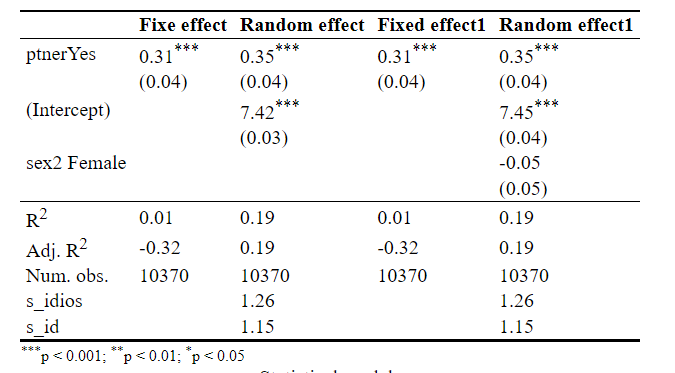 Fixe effect Random effect Fixed effect1 Random effect1
ptnerYes 0.31*** 0.35*** 0.31*** 0.35***
(0.04) (0.04) (0.04) (0.04)
(Intercept) 7.42*** 7.45***
(0.03) (0.04)
sex2 Female -0.05
(0.05)
R2 0.01 0.19 0.01 0.19
Adj. R2 -0.32 0.19 -0.32 0.19
Num. obs. 10370 10370 10370 10370
s_idios 1.26 1.26
s_id 1.15 1.15
***p < 0.001; **p < 0.01; *p < 0.05